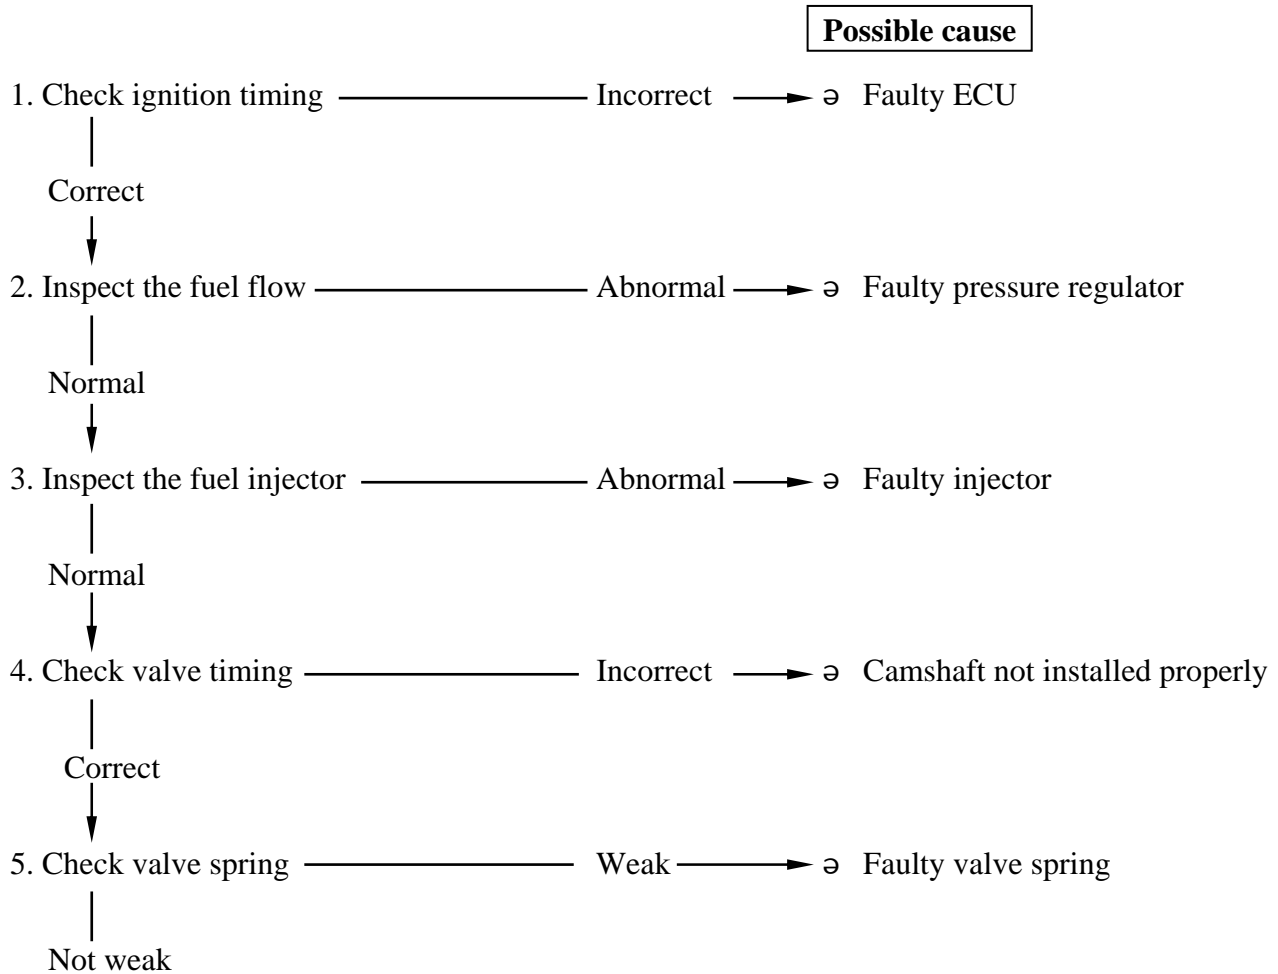 Possible cause
1. Check ignition timing Incorrect ə Faulty ECU
Correct
2. Inspect the fuel flow Abnormal ə Faulty pressure regulator
Normal
3. Inspect the fuel injector Abnormal ə Faulty injector
Normal
4. Check valve timing Incorrect ə Camshaft not installed properly
Correct
5. Check valve spring Weak ə Faulty valve spring
Not weak